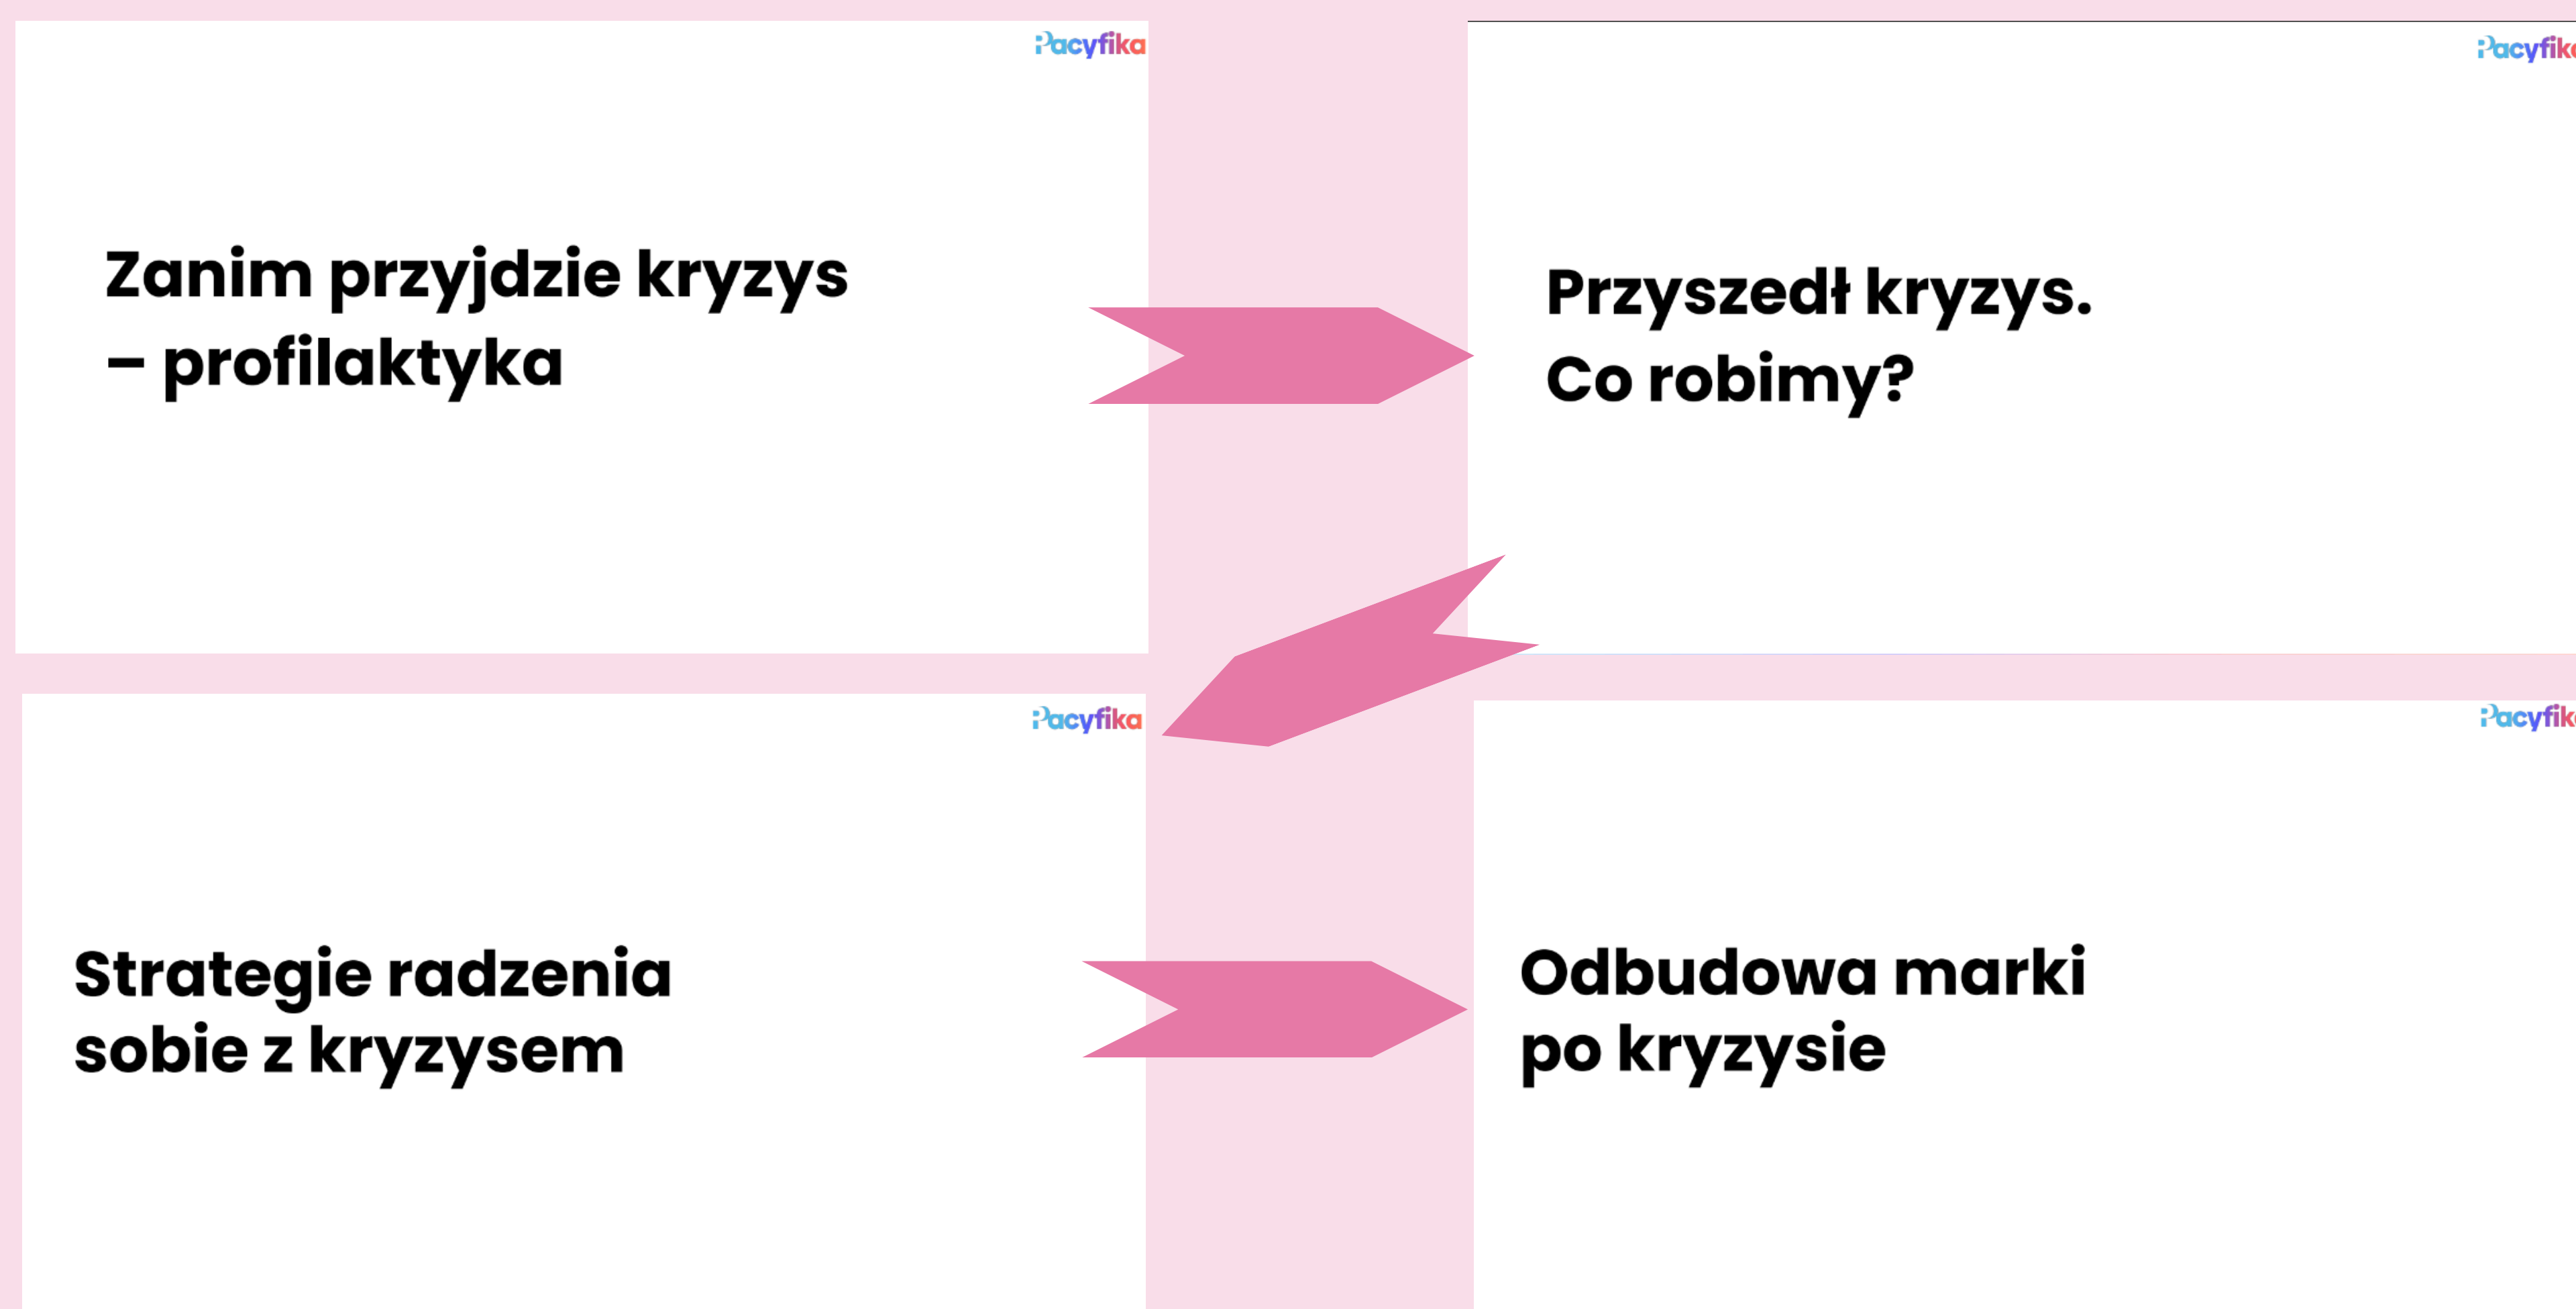 Pacyfika
Zanim przyjdzie kryzys
– profilaktyka
Pacyfika
Przyszedł kryzys.
Co robimy?
Pacyfika
Strategie radzenia
sobie z kryzysem
Pacyfik
Odbudowa marki
po kryzysie